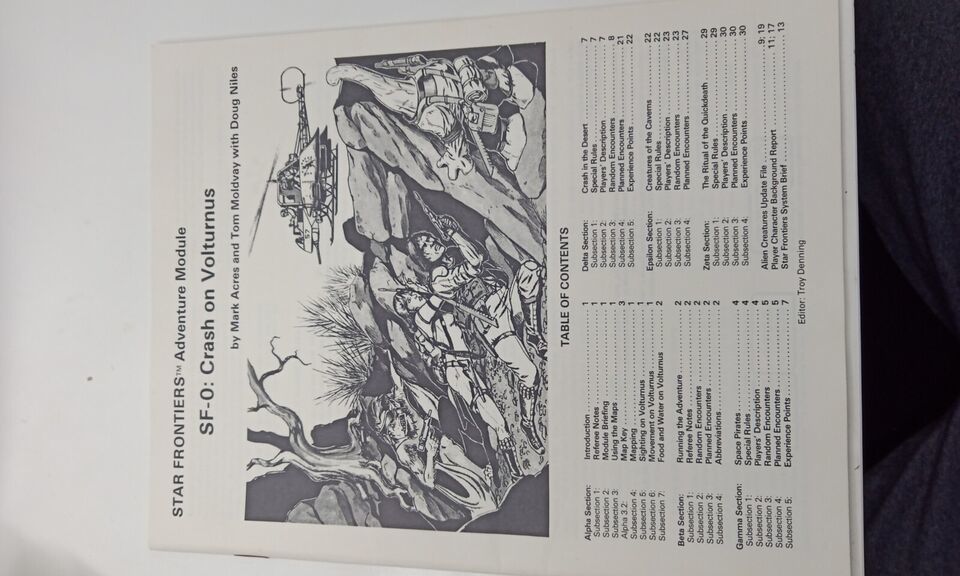 STAR FRONTIERS™ Adventure Module
SF-0: Crash on Volturnus
by Mark Acres and Tom Moldvay with Doug Niles
TABLE OF CONTENTS
Alpha Section: Introduction 1
Subsection 1: Referee Notes 1
Subsection 2: Module Briefing 1
Subsection 3: Using the Maps 1
Alpha 3.2: Map Key 3
Subsection 4: Mapping 1
Subsection 5: Sighting on Volturnus 1
Subsection 6: Movement on Volturnus 1
Subsection 7: Food and Water on Volturnus 2
Beta Section: Running the Adventure 2
Subsection 1: Referee Notes 2
Subsection 2: Random Encounters 2
Subsection 3: Planned Encounters 2
Subsection 4: Abbreviations 2
Gamma Section: Space Pirates 4
Subsection 1: Special Rules 4
Subsection 2: Players' Description 4
Subsection 3: Random Encounters 5
Subsection 4: Planned Encounters 5
Subsection 5: Experience Points 7
Delta Section: Crash in the Desert 7
Subsection 1: Special Rules 7
Subsection 2: Players' Description 7
Subsection 3: Random Encounters 8
Subsection 4: Planned Encounters 21
Subsection 5: Experience Points 22
Epsilon Section: Creatures of the Caverns 22
Subsection 1: Special Rules 22
Subsection 2: Players' Description 23
Subsection 3: Random Encounters 23
Subsection 4: Planned Encounters 27
Zeta Section: The Ritual of the Quickdeath 29
Subsection 1: Special Rules 29
Subsection 2: Players' Description 30
Subsection 3: Planned Encounters 30
Subsection 4: Experience Points 30
Alien Creatures Update File 9; 19
Player Character Background Report 11; 17
Star Frontiers System Brief 13
Editor: Troy Denning